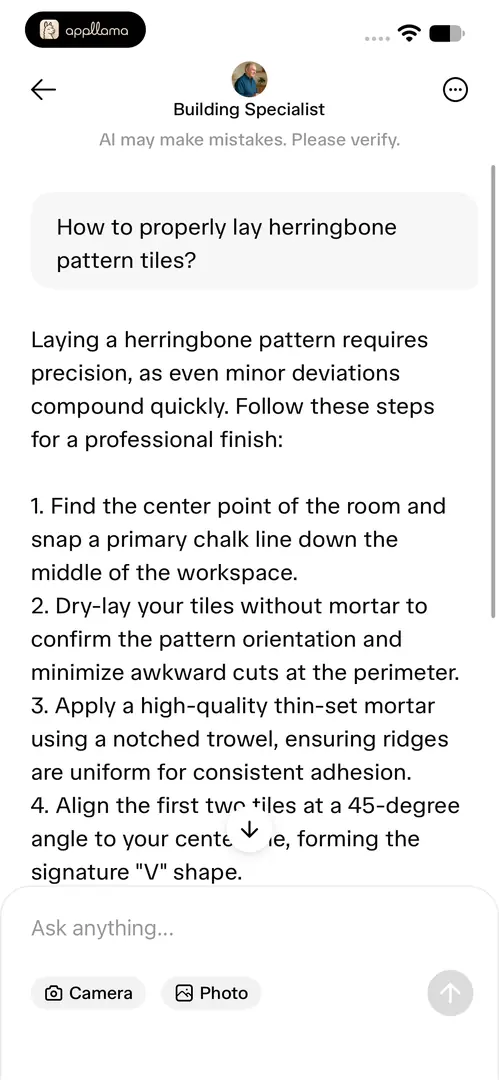 appllama
Building Specialist
AI may make mistakes. Please verify.
How to properly lay herringbone
pattern tiles?
Laying a herringbone pattern requires
precision, as even minor deviations
compound quickly. Follow these steps
for a professional finish:
1. Find the center point of the room and
snap a primary chalk line down the
middle of the workspace.
2. Dry-lay your tiles without mortar to
confirm the pattern orientation and
minimize awkward cuts at the perimeter.
3. Apply a high-quality thin-set mortar
using a notched trowel, ensuring ridges
are uniform for consistent adhesion.
4. Align the first two tiles at a 45-degree
angle to your forming the
signature "V" shape.
Ask anything...
Camera
Photo